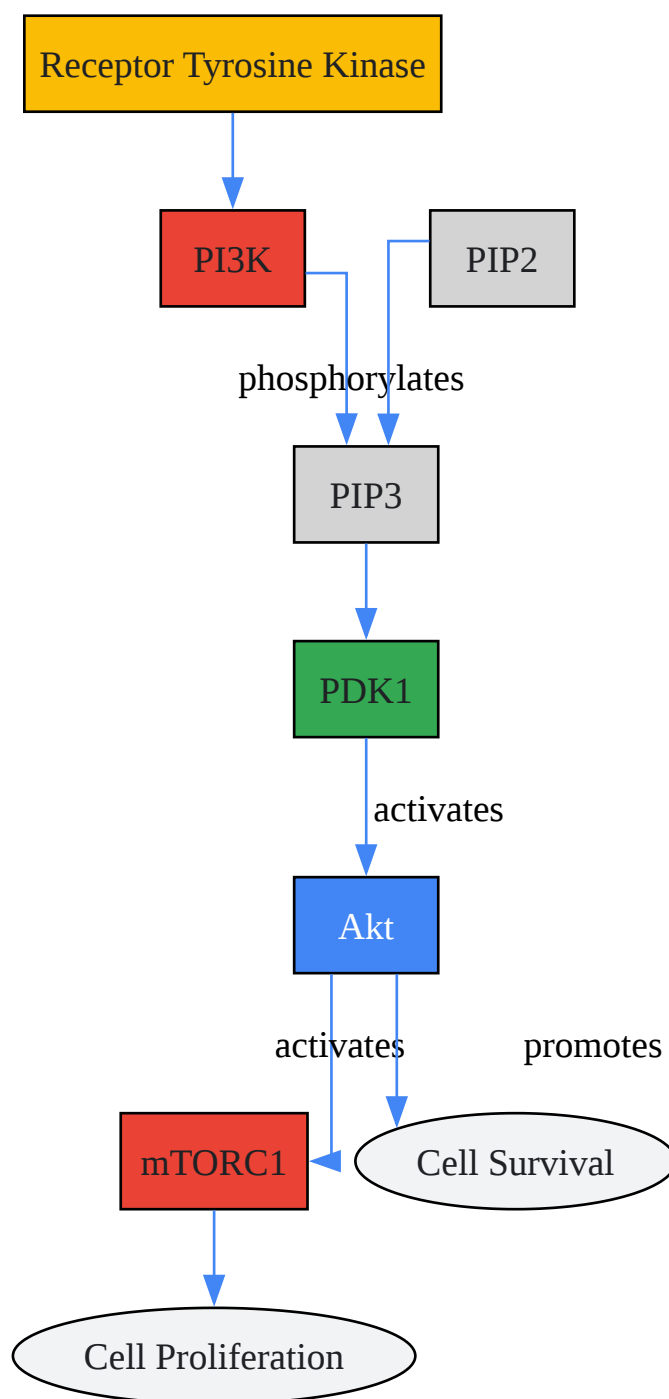 Receptor Tyrosine Kinase
PI3K
PIP2
phosphorylates
PIP3
PDK1
activates
Akt
activates
promotes
mTORC1
Cell Survival
Cell Proliferation